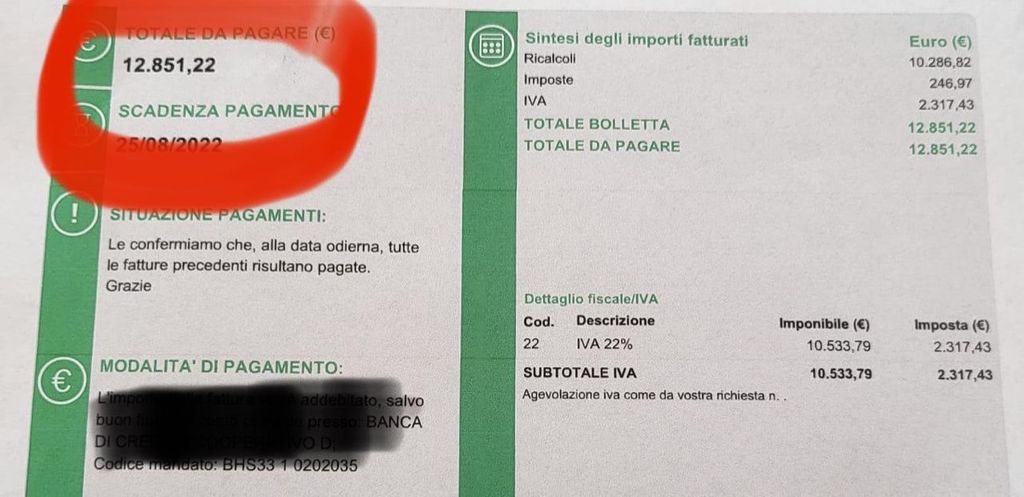 TOTALE DA PAGARE (€)
12.851,22
SCADENZA PAGAMENTO
25/08/2022
SITUAZIONE PAGAMENTI:
Le confermiamo che, alla data odierna, tutte
le fatture precedenti risultano pagate.
Grazie
MODALITA' DI PAGAMENTO:
L'impor fattura addebitato, salvo
buon presso: BANCA
DI
Codice mandato: BHS33 1 0202035
Sintesi degli importi fatturati Euro (€)
Ricalcoli 10.286,82
Imposte 246,97
IVA 2.317,43
TOTALE BOLLETTA 12.851,22
TOTALE DA PAGARE 12.851,22
Dettaglio fiscale/IVA
Cod. Descrizione Imponibile (€) Imposta (€)
22 IVA 22% 10.533,79 2.317,43
SUBTOTALE IVA 10.533,79 2.317,43
Agevolazione iva come da vostra richiesta n. .